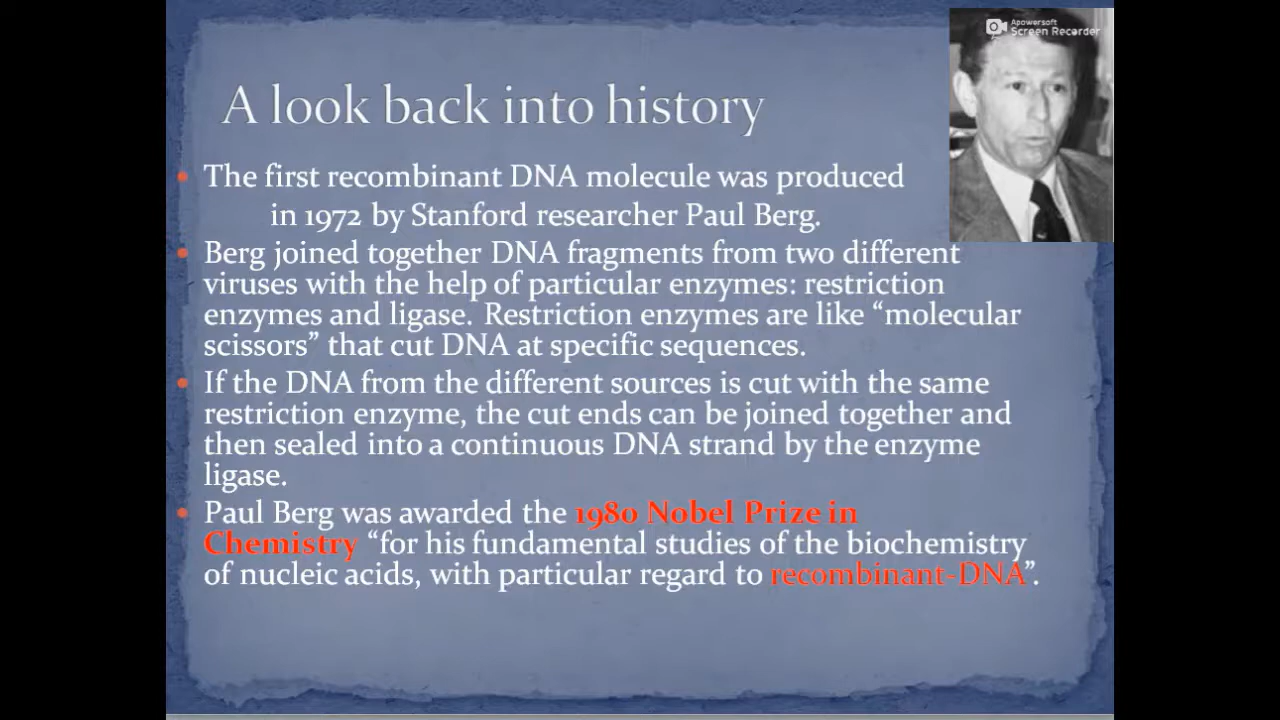 Apowersoft
Screen Recorder
A look back into history
• The first recombinant DNA molecule was produced
in 1972 by Stanford researcher Paul Berg.
• Berg joined together DNA fragments from two different
viruses with the help of particular enzymes: restriction
enzymes and ligase. Restriction enzymes are like “molecular
scissors” that cut DNA at specific sequences.
• If the DNA from the different sources is cut with the same
restriction enzyme, the cut ends can be joined together and
then sealed into a continuous DNA strand by the enzyme
ligase.
• Paul Berg was awarded the 1980 Nobel Prize in
Chemistry “for his fundamental studies of the biochemistry
of nucleic acids, with particular regard to recombinant-DNA”.